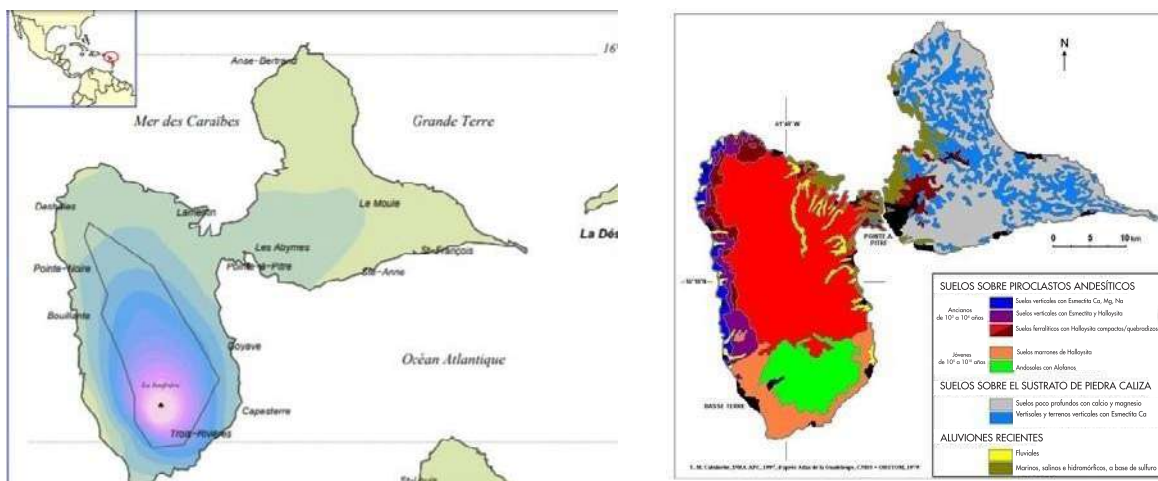 16°
Anse-Bertrand
Mer des Caraïbes
Grande Terre
Deshaies
Lamentin
Le Moule
Les Abymes
La Dés
Pointe-à-Pitre
St-François
Ste-Anne
Pointe-Noire
Bouillante
Goyave
Océan Atlantique
La Soufrière
Capesterre
Trois-Rivières
St-Louis
N
POINTE A.
PITRE
0 5 10 km
BASSE TERRE
SUELOS SOBRE PIROCLASTOS ANDESÍTICOS
Ancianos
Suelos verticales con Esmectita Ca, Mg, Na
Suelos verticales con Esmectita y Halloysita
Suelos ferralíticos con Halloysita compactos/quebradizos
Jóvenes
Suelos marrones de Halloysita
Andosoles con Alofanos
SUELOS SOBRE EL SUSTRATO DE PIEDRA CALIZA
Suelos poco profundos con calcio y magnesio
Vertisoles y terrenos verticales con Esmectita Ca
ALUVIONES RECIENTES
Fluviales
Marinos, salinos e hidromórficos, a base de sulfuro